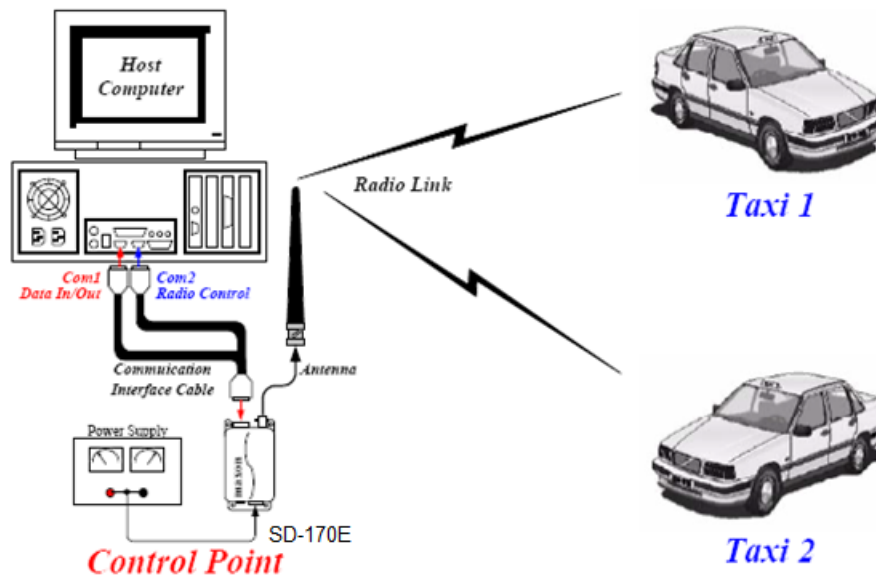 Host
Computer
Radio Link
Taxi 1
Com1
Data In/Out
Com2
Radio Control
Commuication
Interface Cable
Antenna
Power Supply
maxon
SD-170E
Control Point
Taxi 2